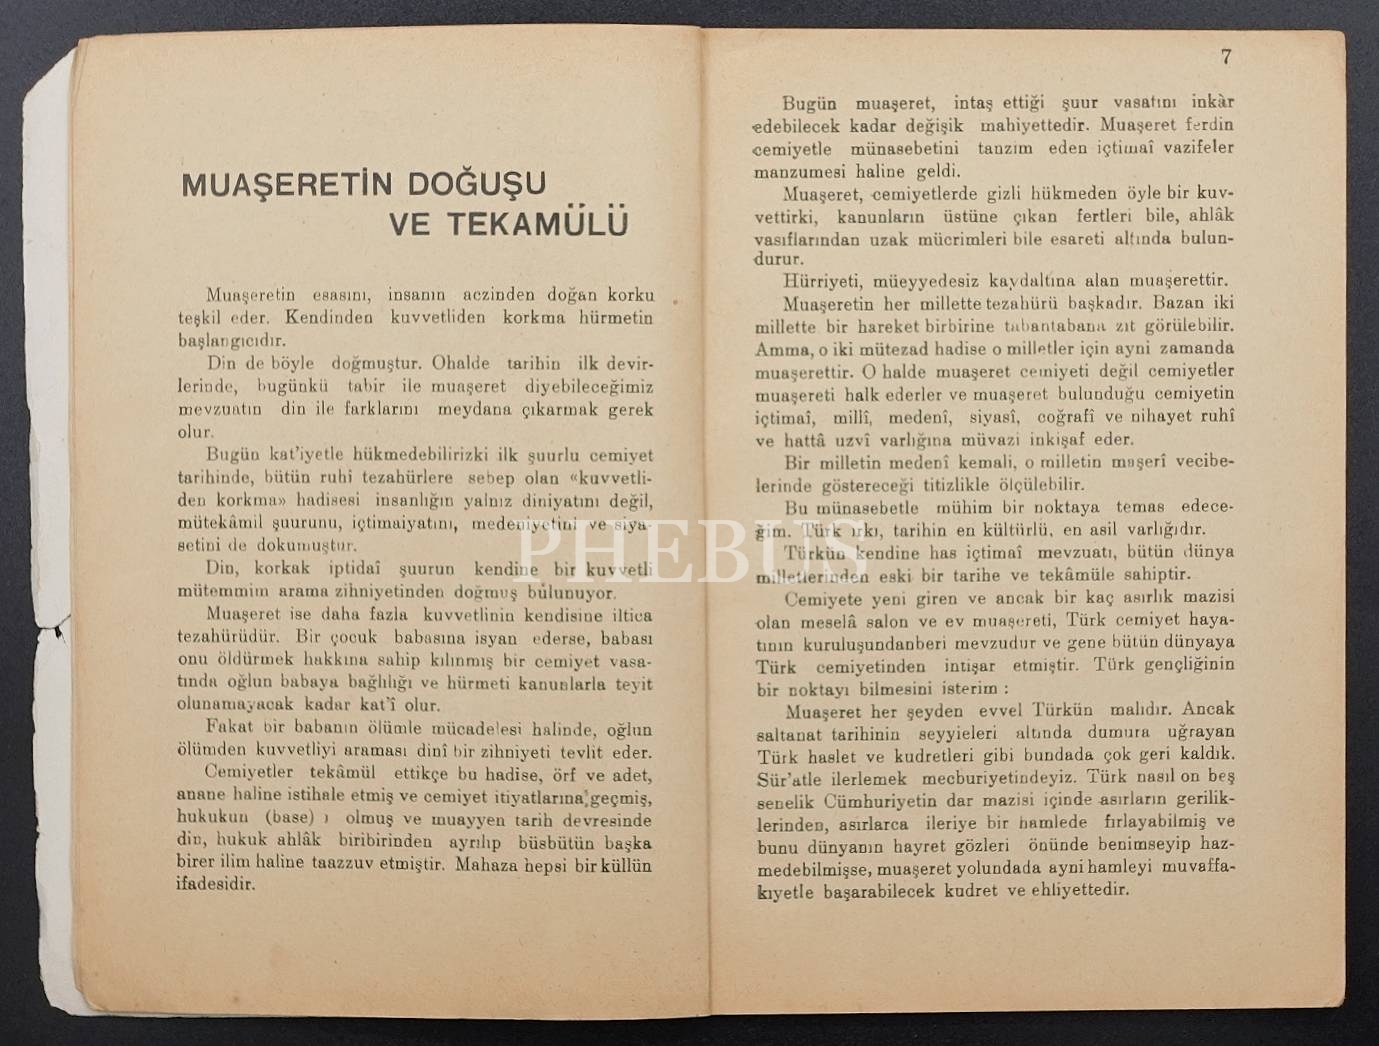 MUAŞERETİN DOĞUŞU
VE TEKAMÜLÜ
Muaşeretin esasını, insanın aczinden doğan korku
teşkil eder. Kendinden kuvvetliden korkma hürmetin
başlangıcıdır.
Din de böyle doğmuştur. Ohalde tarihin ilk devir-
lerinde, bugünkü tabir ile muaşeret diyebileceğimiz
mevzuatın din ile farklarını meydana çıkarmak gerek
olur.
Bugün kat'iyetle hükmedebilirizki ilk şuurlu cemiyet
tarihinde, bütün ruhî tezahürlere sebep olan «kuvvetli-
den korkma» hadisesi insanlığın yalnız diniyatını değil,
mütekâmil şuurunu, içtimaiyatını, medeniyetini ve siya-
setini de dokumuştur.
Din, korkak iptidaî şuurun kendine bir kuvvetli
mütemmim arama zihniyetinden doğmuş bulunuyor.
Muaşeret ise daha fazla kuvvetlinin kendisine iltica
tezahürüdür. Bir çocuk babasına isyan ederse, babası
onu öldürmek hakkına sahip kılınmış bir cemiyet vasa-
tında oğlun babaya bağlılığı ve hürmeti kanunlarla teyit
olunamayacak kadar kat'î olur.
Fakat bir babanın ölümle mücadelesi halinde, oğlun
ölümden kuvvetliyi araması dinî bir zihniyeti tevlit eder.
Cemiyetler tekâmül ettikçe bu hadise, örf ve adet,
anane haline istihale etmiş ve cemiyet itiyatlarına geçmiş,
hukukun (base) ı olmuş ve muayyen tarih devresinde
din, hukuk ahlâk biribirinden ayrılıp büsbütün başka
birer ilim haline taazzuv etmiştir. Mahaza hepsi bir küllün
ifadesidir.
7
Bugün muaşeret, intaş ettiği şuur vasatını inkâr
edebilecek kadar değişik mahiyettedir. Muaşeret ferdin
cemiyetle münasebetini tanzim eden içtimaî vazifeler
manzumesi haline geldi.
Muaşeret, cemiyetlerde gizli hükmeden öyle bir kuv-
vettirki, kanunların üstüne çıkan fertleri bile, ahlâk
vasıflarından uzak mücrimleri bile esareti altında bulun-
durur.
Hürriyeti, müeyyedesiz kaydaltına alan muaşerettir.
Muaşeretin her millette tezahürü başkadır. Bazan iki
millette bir hareket birbirine tabantabana zıt görülebilir.
Amma, o iki mütezad hadise o milletler için ayni zamanda
muaşerettir. O halde muaşeret cemiyeti değil cemiyetler
muaşereti halk ederler ve muaşeret bulunduğu cemiyetin
içtimaî, millî, medenî, siyasî, coğrafî ve nihayet ruhî
ve hattâ uzvî varlığına müvazi inkişaf eder.
Bir milletin medenî kemali, o milletin maşerî vecibe-
lerinde göstereceği titizlikle ölçülebilir.
Bu münasebetle mühim bir noktaya temas edece-
ğim. Türk ırkı, tarihin en kültürlü, en asil varlığıdır.
Türkün kendine has içtimaî mevzuatı, bütün dünya
milletlerinden eski bir tarihe ve tekâmüle sahiptir.
Cemiyete yeni giren ve ancak bir kaç asırlık mazisi
olan meselâ salon ve ev muaşereti, Türk cemiyet haya-
tının kuruluşundanberi mevzudur ve gene bütün dünyaya
Türk cemiyetinden intişar etmiştir. Türk gençliğinin
bir noktayı bilmesini isterim :
Muaşeret her şeyden evvel Türkün malıdır. Ancak
saltanat tarihinin seyyieleri altında dumura uğrayan
Türk haslet ve kudretleri gibi bundada çok geri kaldık.
Sür'atle ilerlemek mecburiyetindeyiz. Türk nasıl on beş
senelik Cümhuriyetin dar mazisi içinde asırların gerilik-
lerinden, asırlarca ileriye bir hamlede fırlayabilmiş ve
bunu dünyanın hayret gözleri önünde benimseyip haz-
medebilmişse, muaşeret yolundada ayni hamleyi muvaffa-
kıyetle başarabilecek kudret ve ehliyettedir.
PHEBUS